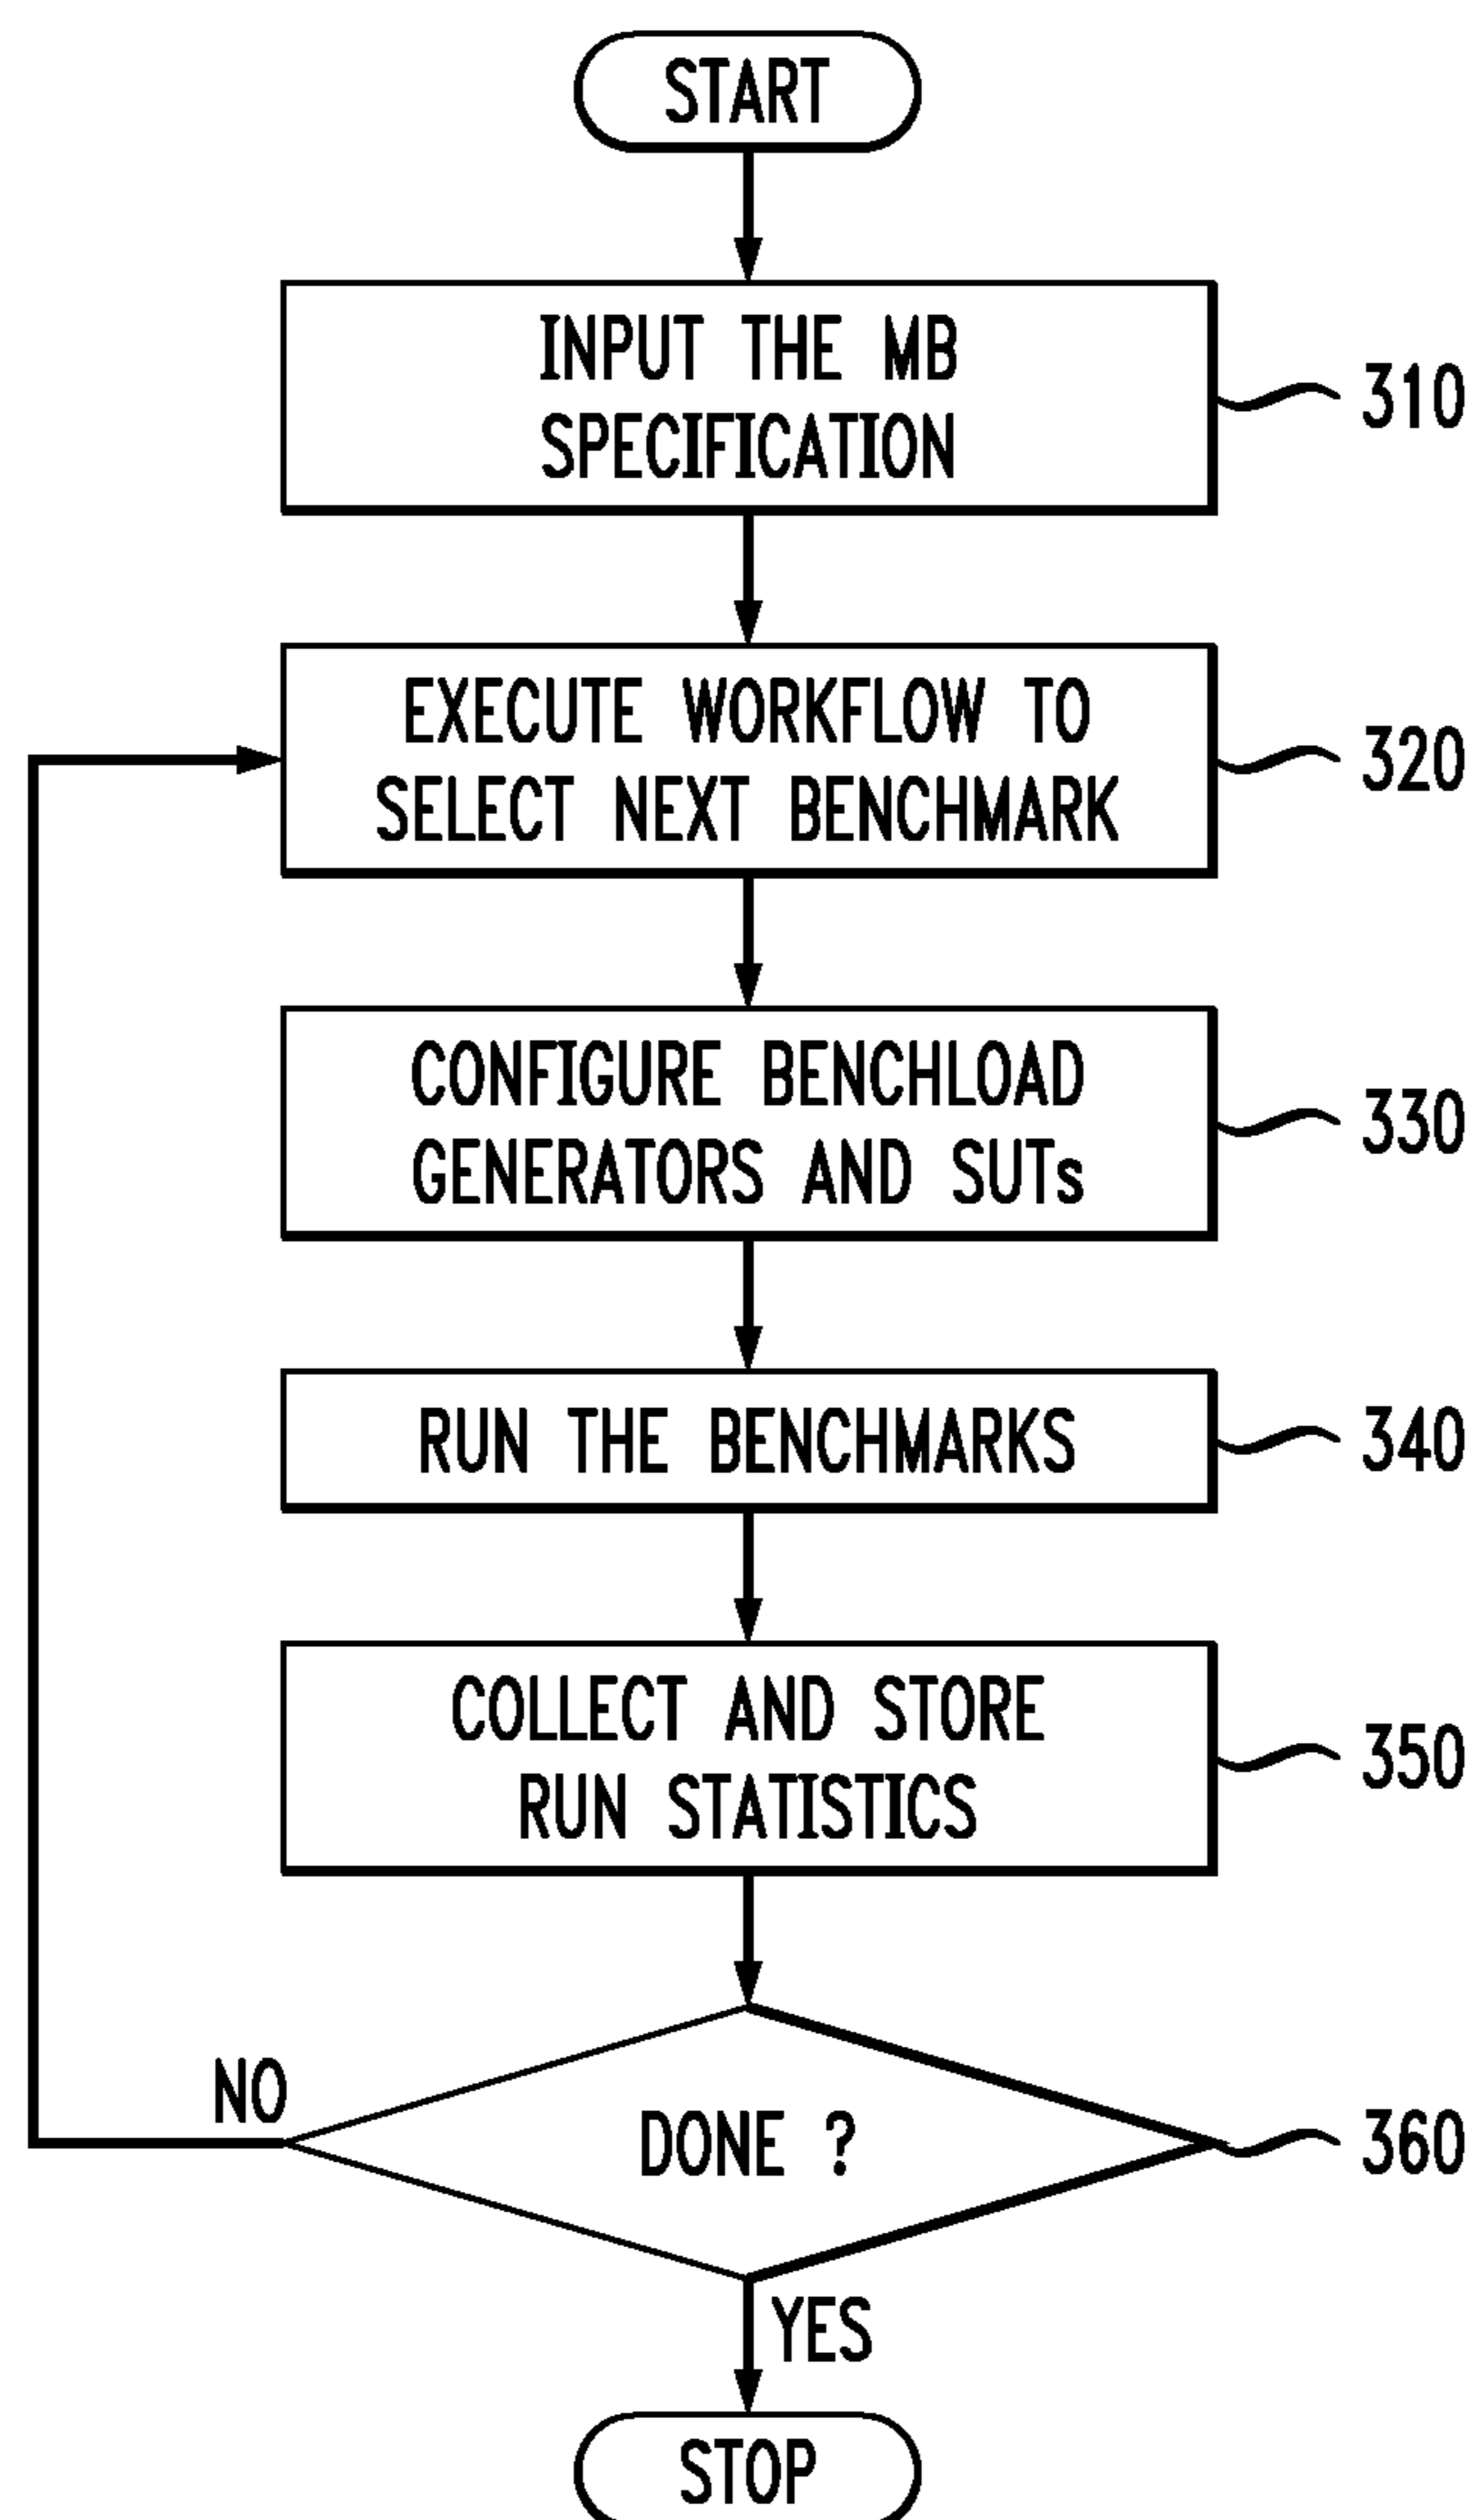 START
INPUT THE MB
SPECIFICATION
310
EXECUTE WORKFLOW TO
SELECT NEXT BENCHMARK
320
CONFIGURE BENCHLOAD
GENERATORS AND SUTs
330
RUN THE BENCHMARKS
340
COLLECT AND STORE
RUN STATISTICS
350
NO
DONE ?
360
YES
STOP